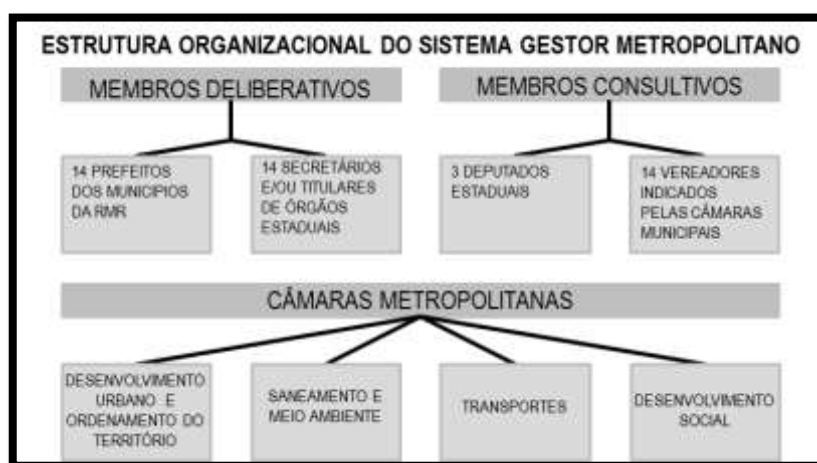 ESTRUTURA ORGANIZACIONAL DO SISTEMA GESTOR METROPOLITANO
MEMBROS DELIBERATIVOS
14 PREFEITOS
DOS MUNICIPIOS
DA RMR
14 SECRETÁRIOS
E/OU TITULARES
DE ÓRGÃOS
ESTADUAIS
MEMBROS CONSULTIVOS
3 DEPUTADOS
ESTADUAIS
14 VEREADORES
INDICADOS
PELAS CÂMARAS
MUNICIPAIS
CÂMARAS METROPOLITANAS
DESENVOLVIMENTO
URBANO E
ORDENAMENTO DO
TERRITÓRIO
SANEAMENTO E
MEIO AMBIENTE
TRANSPORTES
DESENVOLVIMENTO
SOCIAL